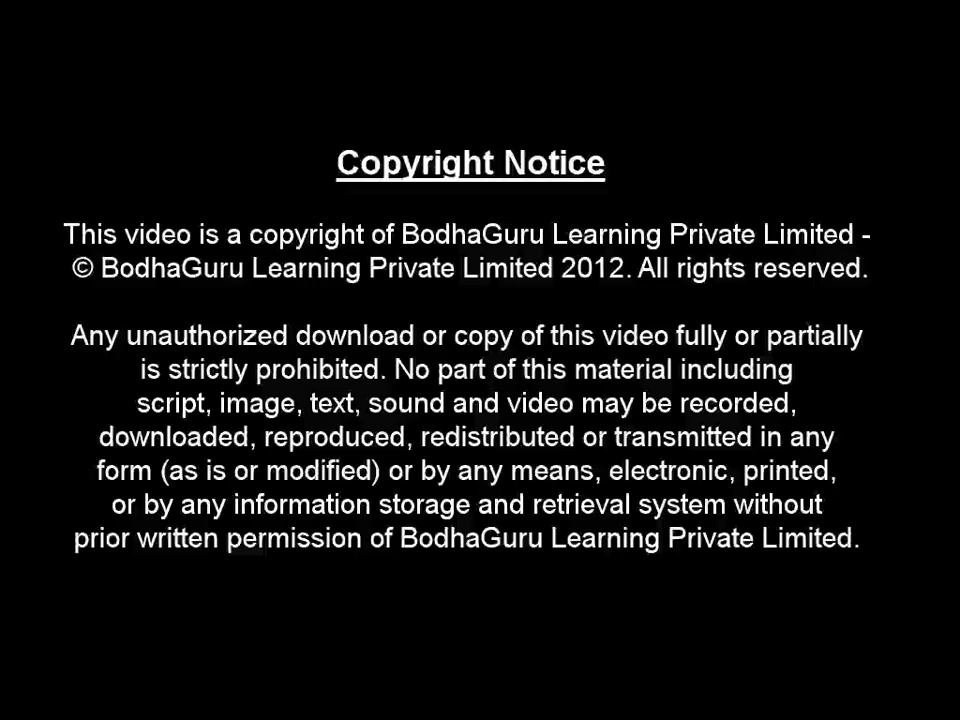 Copyright Notice
This video is a copyright of BodhaGuru Learning Private Limited -
© BodhaGuru Learning Private Limited 2012. All rights reserved.
Any unauthorized download or copy of this video fully or partially
is strictly prohibited. No part of this material including
script, image, text, sound and video may be recorded,
downloaded, reproduced, redistributed or transmitted in any
form (as is or modified) or by any means, electronic, printed,
or by any information storage and retrieval system without
prior written permission of BodhaGuru Learning Private Limited.